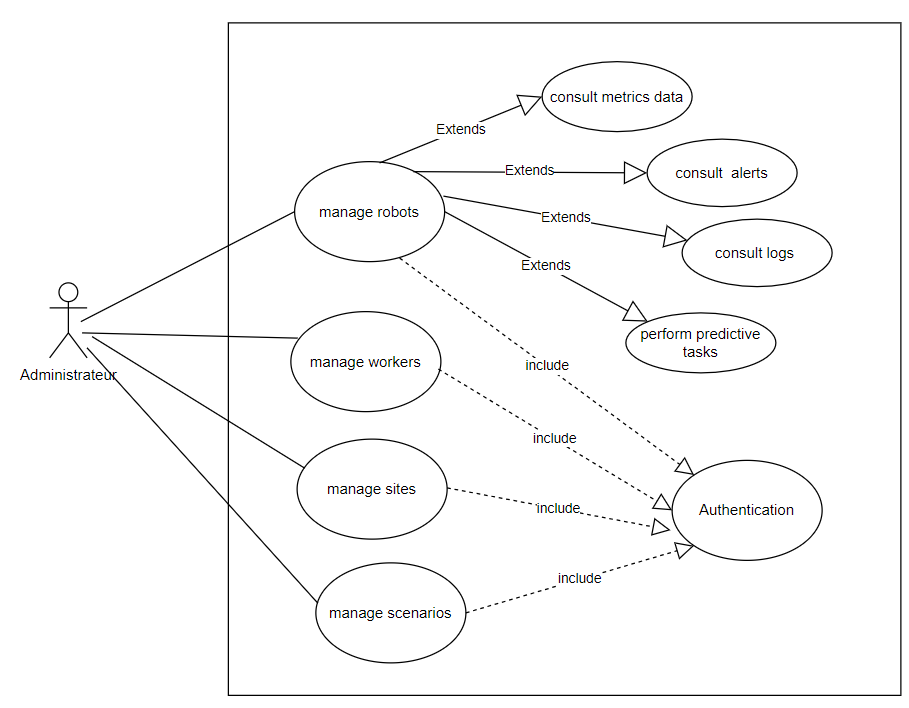 consult metrics data
Extends
Extends
consult  alerts
manage robots
Extends
consult logs
Extends
perform predictive
tasks
manage workers
include
Administrateur
include
manage sites
include
Authentication
include
manage scenarios